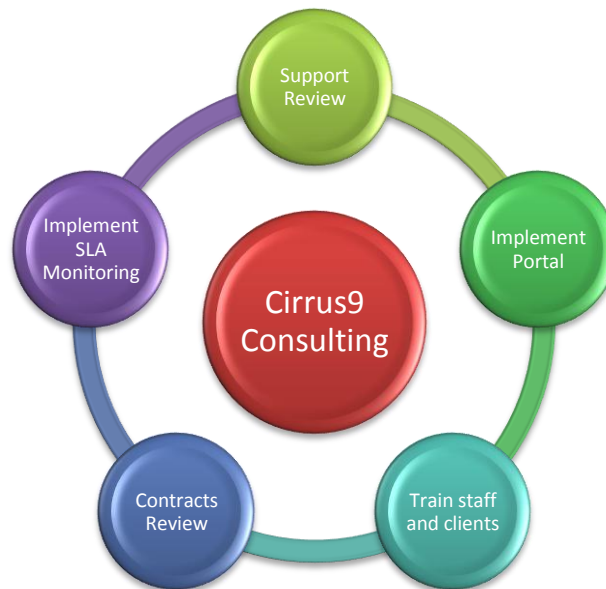 Support
Review
Implement
Portal
Train staff
and clients
Contracts
Review
Implement
SLA
Monitoring
Cirrus9
Consulting